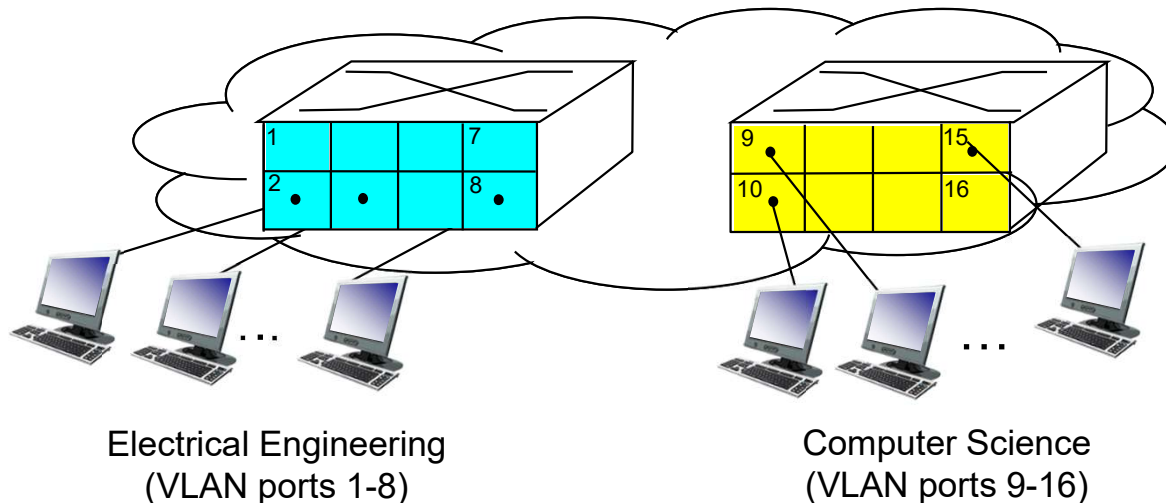 1
7
2
8
9
15
10
16
...
...
Electrical Engineering
(VLAN ports 1-8)
Computer Science
(VLAN ports 9-16)